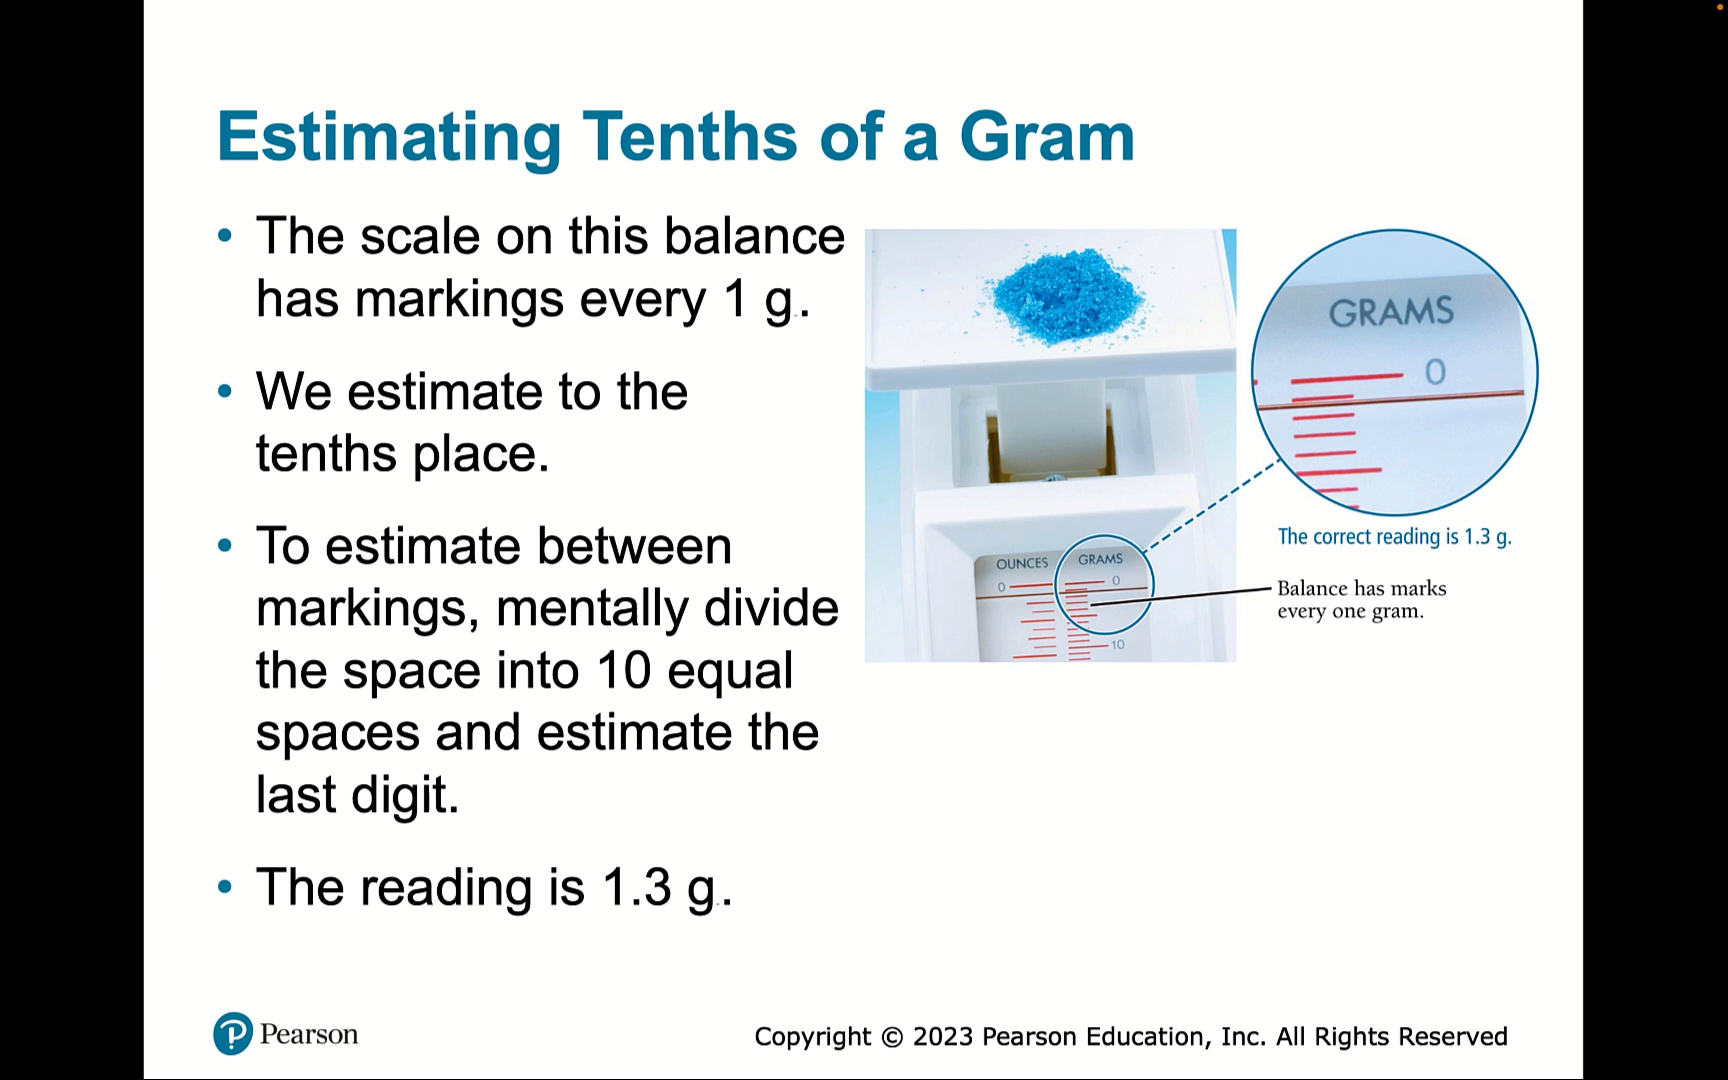 Estimating Tenths of a Gram
• The scale on this balance
has markings every 1 g.
• We estimate to the
tenths place.
• To estimate between
markings, mentally divide
the space into 10 equal
spaces and estimate the
last digit.
• The reading is 1.3 g.
OUNCES GRAMS
0 0
10
GRAMS
0
The correct reading is 1.3 g.
Balance has marks
every one gram.
P Pearson
Copyright © 2023 Pearson Education, Inc. All Rights Reserved